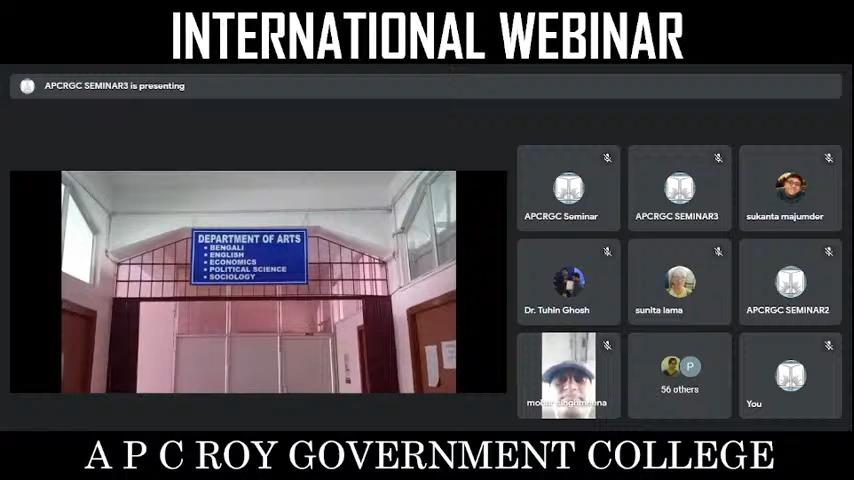 INTERNATIONAL WEBINAR
APCRGC SEMINAR3 is presenting
DEPARTMENT OF ARTS
• BENGALI
• ENGLISH
• ECONOMICS
• POLITICAL SCIENCE
• SOCIOLOGY
APCRGC Seminar
APCRGC SEMINAR3
sukanta majumder
Dr. Tuhin Ghosh
sunita lama
APCRGC SEMINAR2
P
56 others
You
A P C ROY GOVERNMENT COLLEGE